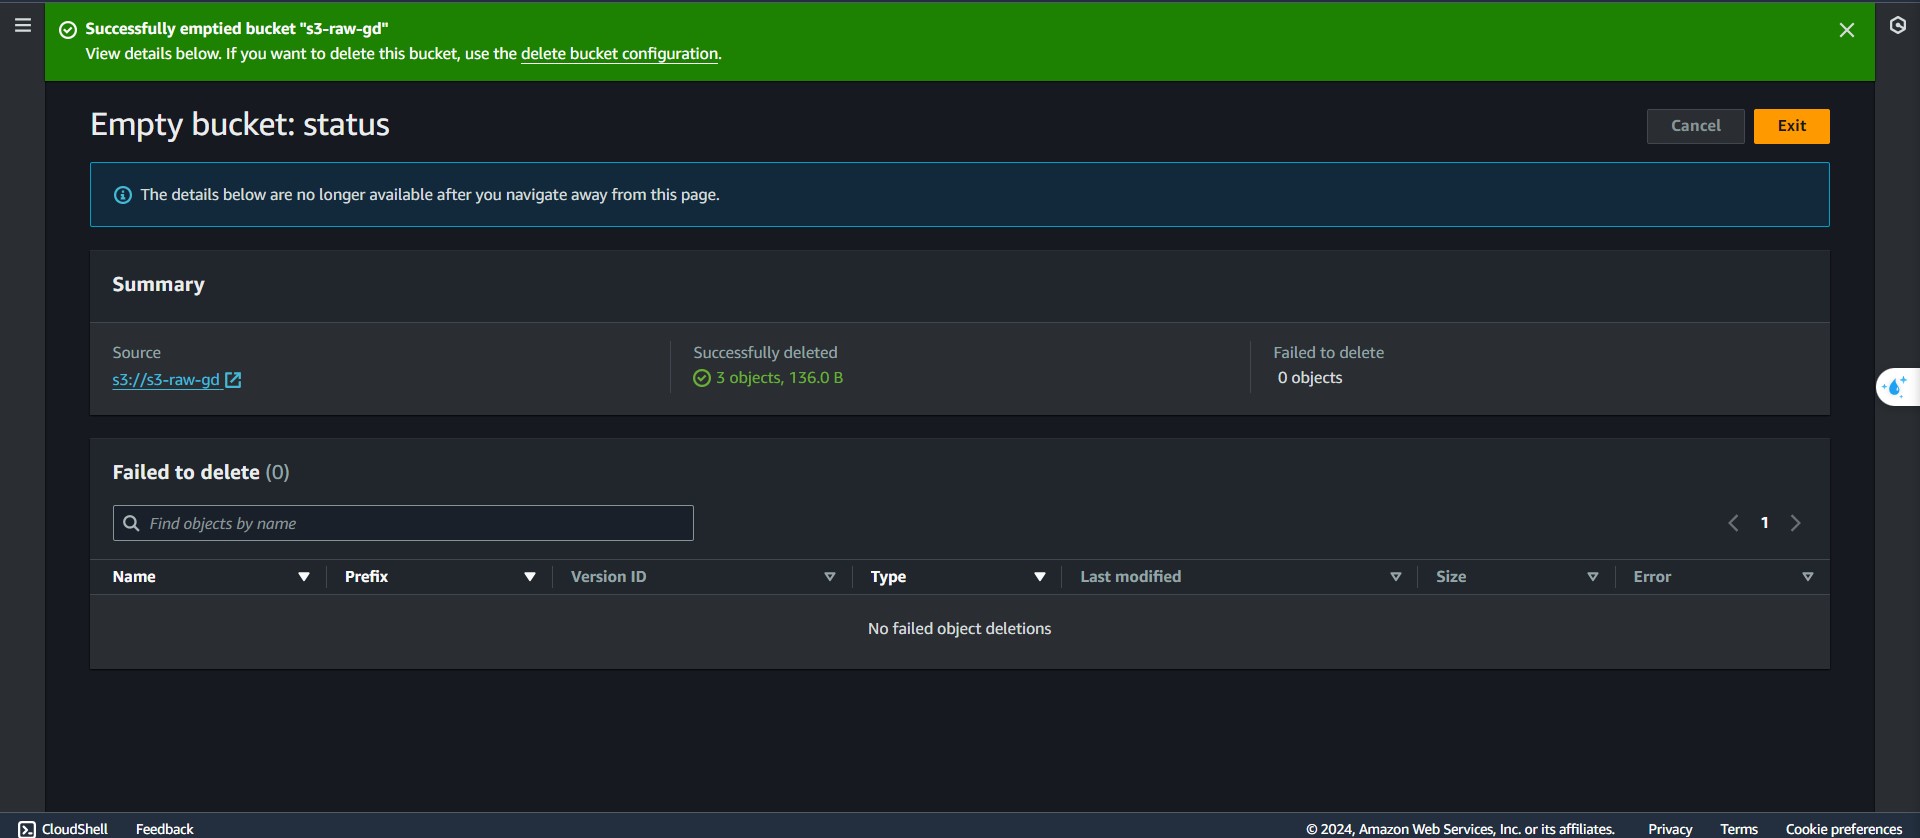 Successfully emptied bucket "s3-raw-gd"
View details below. If you want to delete this bucket, use the delete bucket configuration.
Empty bucket: status
Cancel
Exit
The details below are no longer available after you navigate away from this page.
Summary
Source
s3://s3-raw-gd
Successfully deleted
3 objects, 136.0 B
Failed to delete
0 objects
Failed to delete (0)
Find objects by name
1
Name Prefix Version ID Type Last modified Size Error
No failed object deletions
CloudShell Feedback © 2024, Amazon Web Services, Inc. or its affiliates. Privacy Terms Cookie preferences